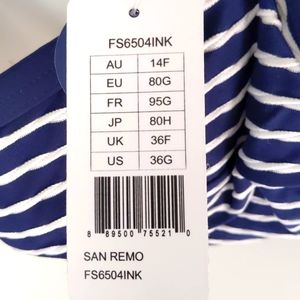 FS6504INK
AU 14F
EU 80G
FR 95G
JP 80H
UK 36F
US 36G
8 89500 75521 0
SAN REMO
FS6504INK